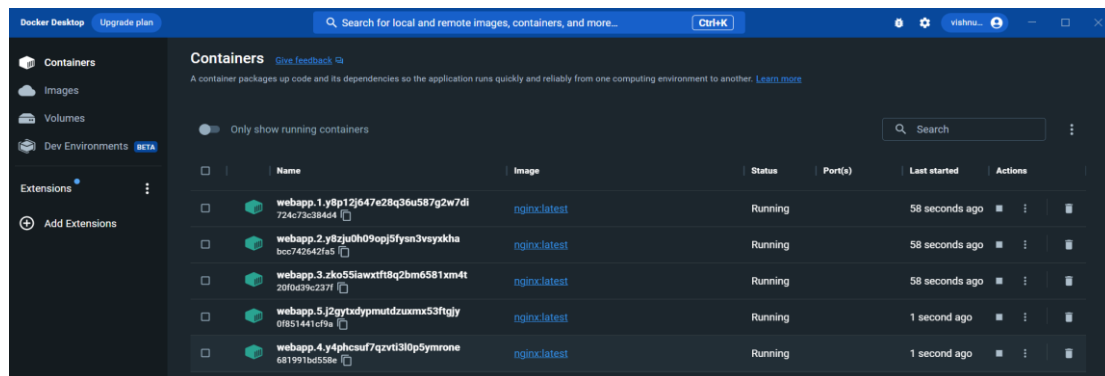 Docker Desktop Upgrade plan Search for local and remote images, containers, and more... Ctrl+K vishnu...
Containers
Images
Volumes
Dev Environments BETA
Extensions
Add Extensions
Containers Give feedback
A container packages up code and its dependencies so the application runs quickly and reliably from one computing environment to another. Learn more
Only show running containers Search
Name Image Status Port(s) Last started Actions
webapp.1.y8p12j647e28q36u587g2w7di
724c73c384d4 nginx:latest Running 58 seconds ago
webapp.2.y8zju0h09opj5fysn3vsyxkha
bcc742642fa5 nginx:latest Running 58 seconds ago
webapp.3.zko55iawxtft8q2bm6581xm4t
20f0d39c237f nginx:latest Running 58 seconds ago
webapp.5.j2gytxdypmutdzuxmx53ftgjy
0f851441cf9a nginx:latest Running 1 second ago
webapp.4.y4phcsuf7qzvti3l0p5ymrone
681991bd558e nginx:latest Running 1 second ago